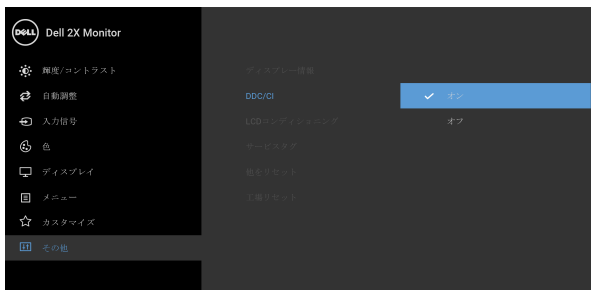 DELL Dell 2X Monitor
輝度/コントラスト
自動調整
入力信号
色
ディスプレイ
メニュー
カスタマイズ
その他
ディスプレー情報
DDC/CI
LCDコンディショニング
サービスタグ
他をリセット
工場リセット
オン
オフ